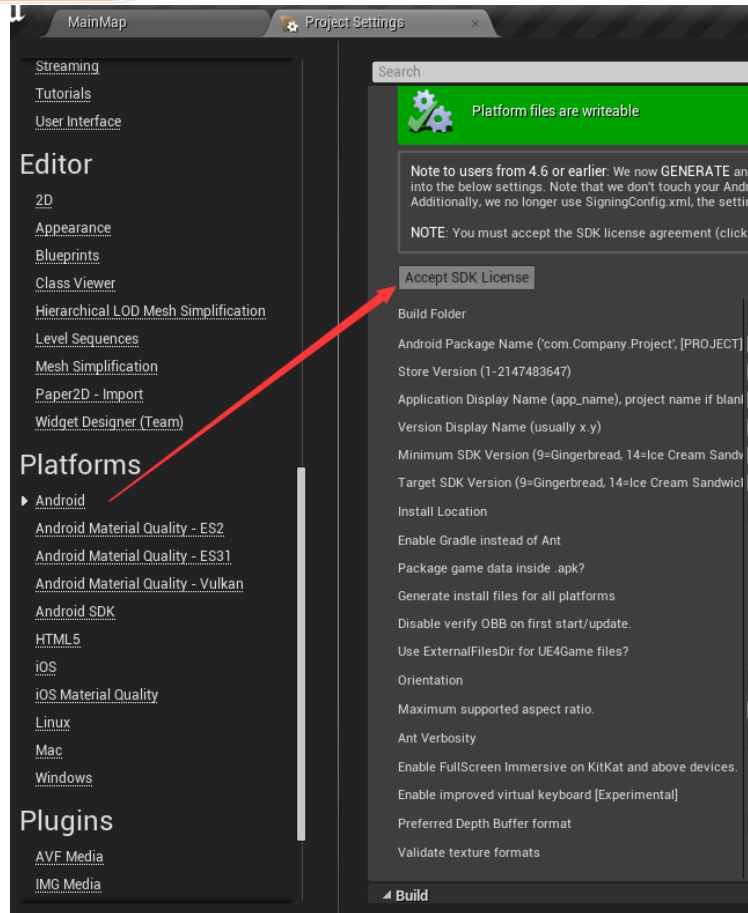 MainMap
Project Settings
Streaming
Tutorials
User Interface
Editor
2D
Appearance
Blueprints
Class Viewer
Hierarchical LOD Mesh Simplification
Level Sequences
Mesh Simplification
Paper2D - Import
Widget Designer (Team)
Platforms
Android
Android Material Quality - ES2
Android Material Quality - ES31
Android Material Quality - Vulkan
Android SDK
HTML5
iOS
iOS Material Quality
Linux
Mac
Windows
Plugins
AVF Media
IMG Media
Search
Platform files are writeable
Note to users from 4.6 or earlier: We now GENERATE an
into the below settings. Note that we don't touch your Andr
Additionally, we no longer use SigningConfig.xml, the settin
NOTE: You must accept the SDK license agreement (click
Accept SDK License
Build Folder
Android Package Name ('com.Company.Project', [PROJECT]
Store Version (1-2147483647)
Application Display Name (app_name), project name if blank
Version Display Name (usually x.y)
Minimum SDK Version (9=Gingerbread, 14=Ice Cream Sandw
Target SDK Version (9=Gingerbread, 14=Ice Cream Sandwich
Install Location
Enable Gradle instead of Ant
Package game data inside .apk?
Generate install files for all platforms
Disable verify OBB on first start/update.
Use ExternalFilesDir for UE4Game files?
Orientation
Maximum supported aspect ratio.
Ant Verbosity
Enable FullScreen Immersive on KitKat and above devices.
Enable improved virtual keyboard [Experimental]
Preferred Depth Buffer format
Validate texture formats
Build